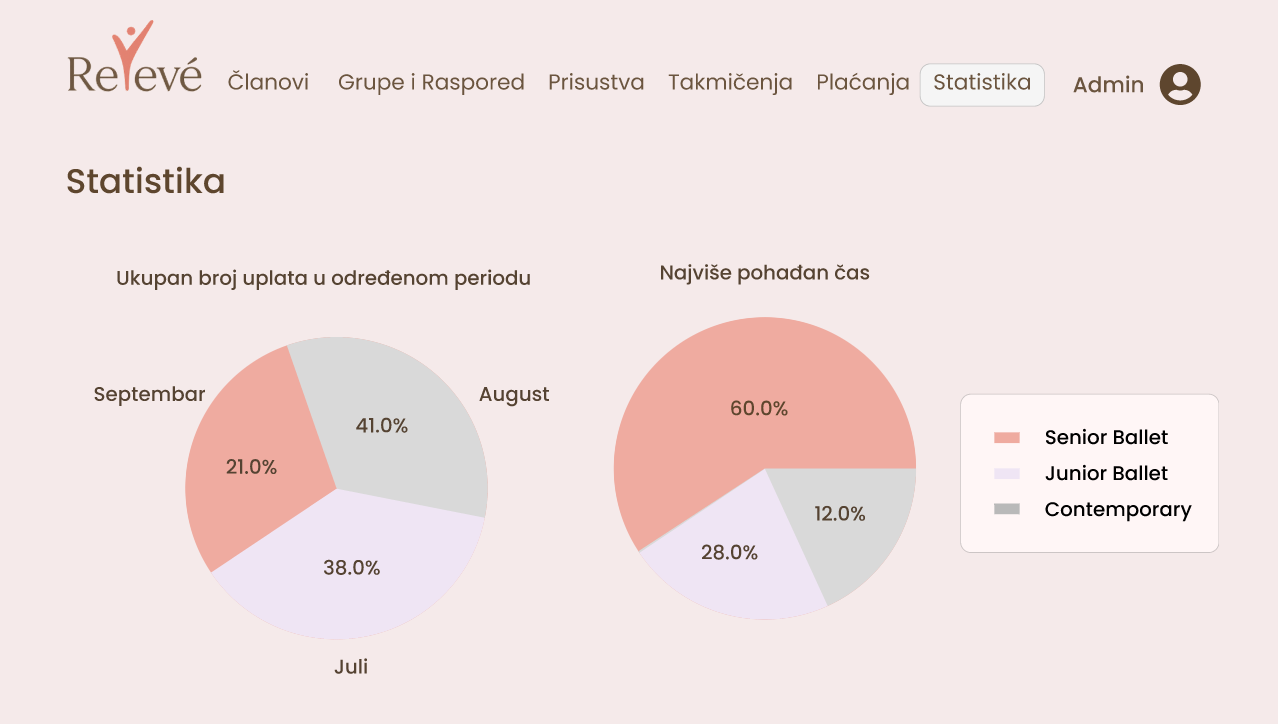 Relevé
Članovi Grupe i Raspored Prisustva Takmičenja Plaćanja Statistika Admin
Statistika
Ukupan broj uplata u određenom periodu
Septembar
August
41.0%
21.0%
38.0%
Juli
Najviše pohađan čas
60.0%
12.0%
28.0%
Senior Ballet
Junior Ballet
Contemporary